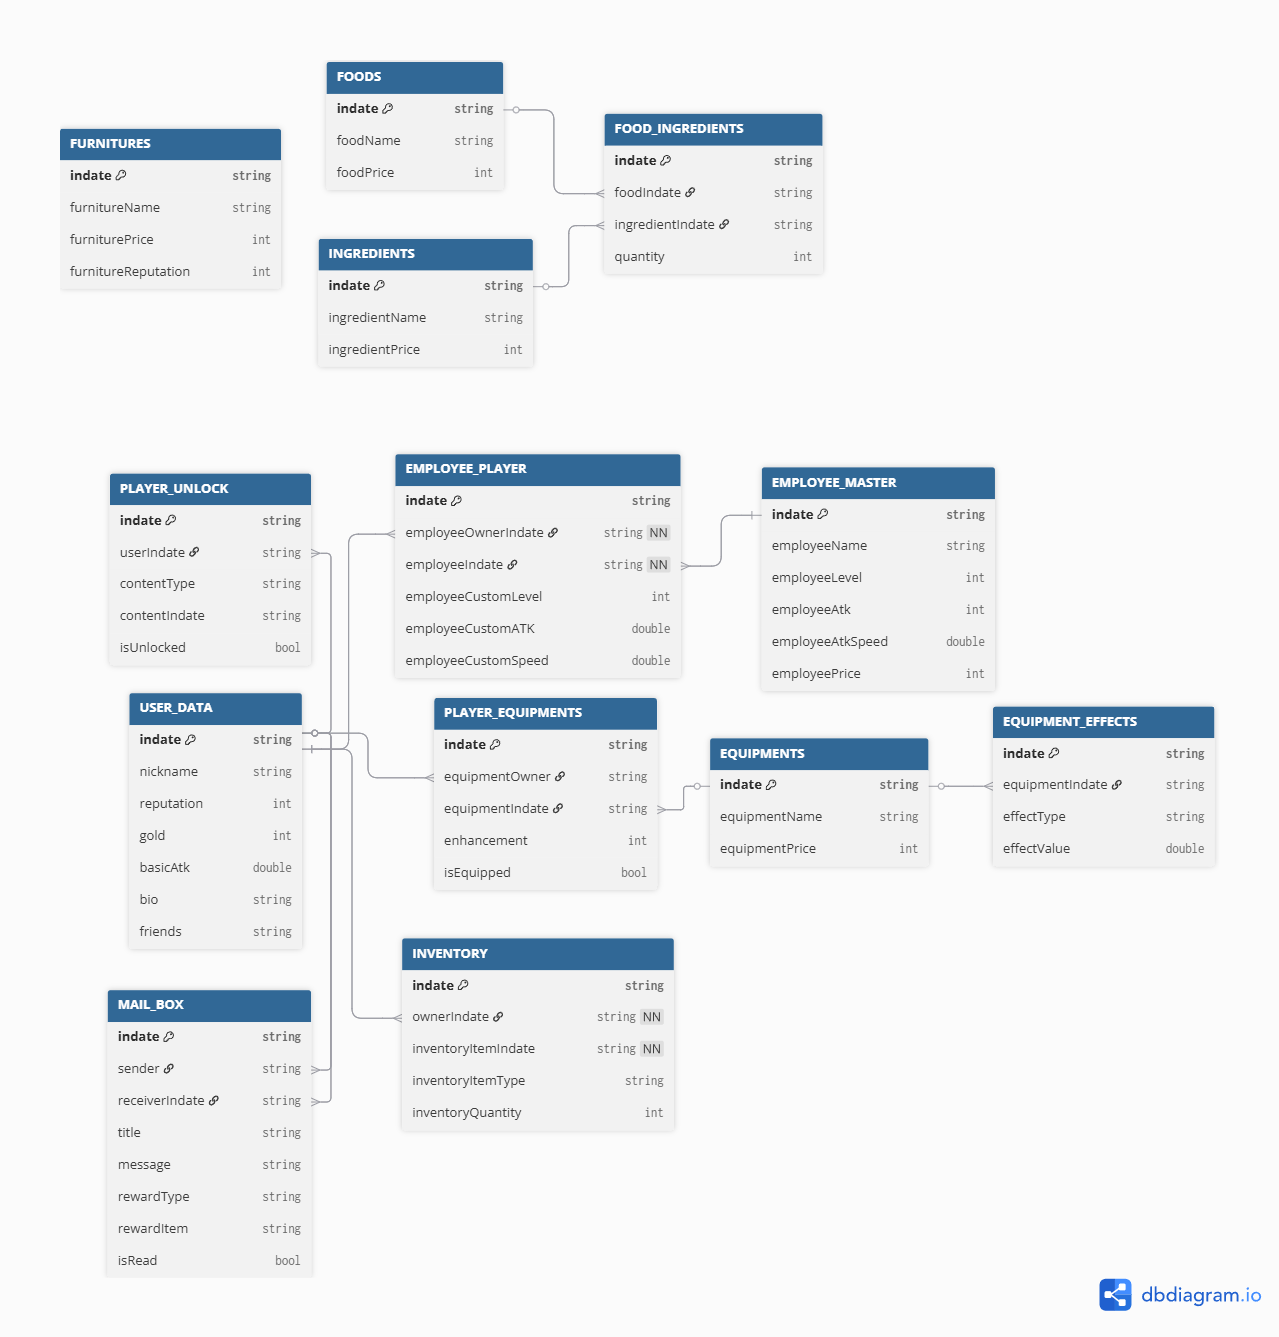 FOODS
indate string
foodName string
foodPrice int
FURNITURES
indate string
furnitureName string
furniturePrice int
furnitureReputation int
FOOD_INGREDIENTS
indate string
foodIndate string
ingredientIndate string
quantity int
INGREDIENTS
indate string
ingredientName string
ingredientPrice int
PLAYER_UNLOCK
indate string
userIndate string
contentType string
contentIndate string
isUnlocked bool
EMPLOYEE_PLAYER
indate string
employeeOwnerIndate string NN
employeeIndate string NN
employeeCustomLevel int
employeeCustomATK double
employeeCustomSpeed double
EMPLOYEE_MASTER
indate string
employeeName string
employeeLevel int
employeeAtk int
employeeAtkSpeed double
employeePrice int
USER_DATA
indate string
nickname string
reputation int
gold int
basicAtk double
bio string
friends string
PLAYER_EQUIPMENTS
indate string
equipmentOwner string
equipmentIndate string
enhancement int
isEquipped bool
EQUIPMENTS
indate string
equipmentName string
equipmentPrice int
EQUIPMENT_EFFECTS
indate string
equipmentIndate string
effectType string
effectValue double
MAIL_BOX
indate string
sender string
receiverIndate string
title string
message string
rewardType string
rewardItem string
isRead bool
INVENTORY
indate string
ownerIndate string NN
inventoryItemIndate string NN
inventoryItemType string
inventoryQuantity int
dbdiagram.io